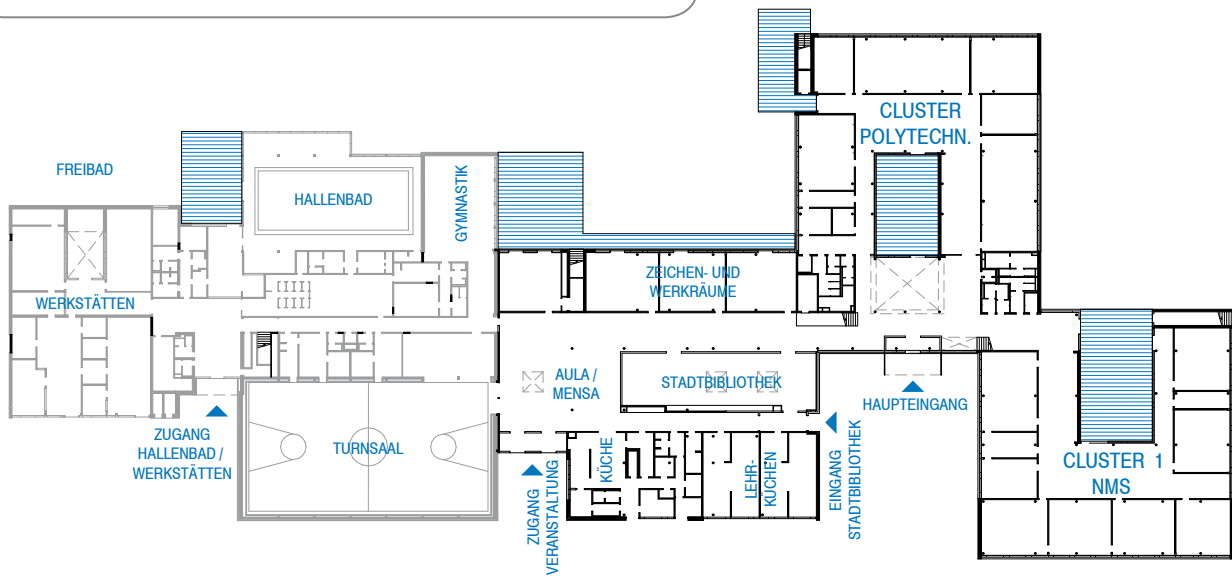 CLUSTER
POLYTECHN.
FREIBAD
HALLENBAD
GYMNASTIK
ZEICHEN- UND
WERKRÄUME
WERKSTÄTTEN
AULA /
MENSA
STADTBIBLIOTHEK
HAUPTEINGANG
ZUGANG
HALLENBAD /
WERKSTÄTTEN
TURNSAAL
ZUGANG
VERANSTALTUNG
KÜCHE
LEHR-
KÜCHEN
EINGANG
STADTBIBLIOTHEK
CLUSTER 1
NMS